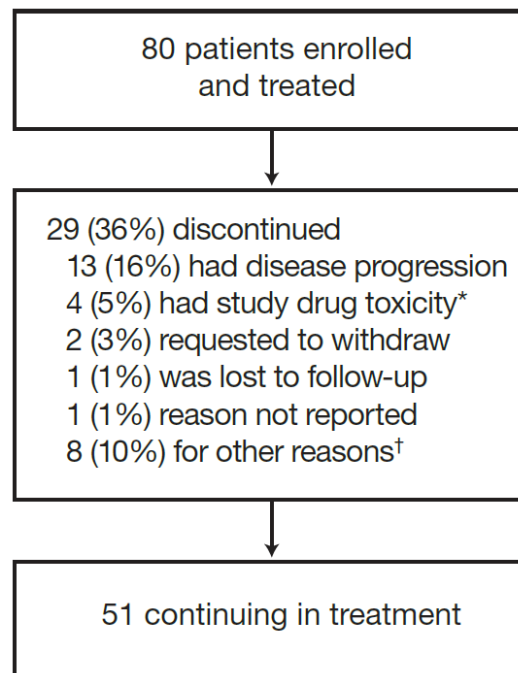 80 patients enrolled
and treated
29 (36%) discontinued
13 (16%) had disease progression
4 (5%) had study drug toxicity*
2 (3%) requested to withdraw
1 (1%) was lost to follow-up
1 (1%) reason not reported
8 (10%) for other reasons†
51 continuing in treatment